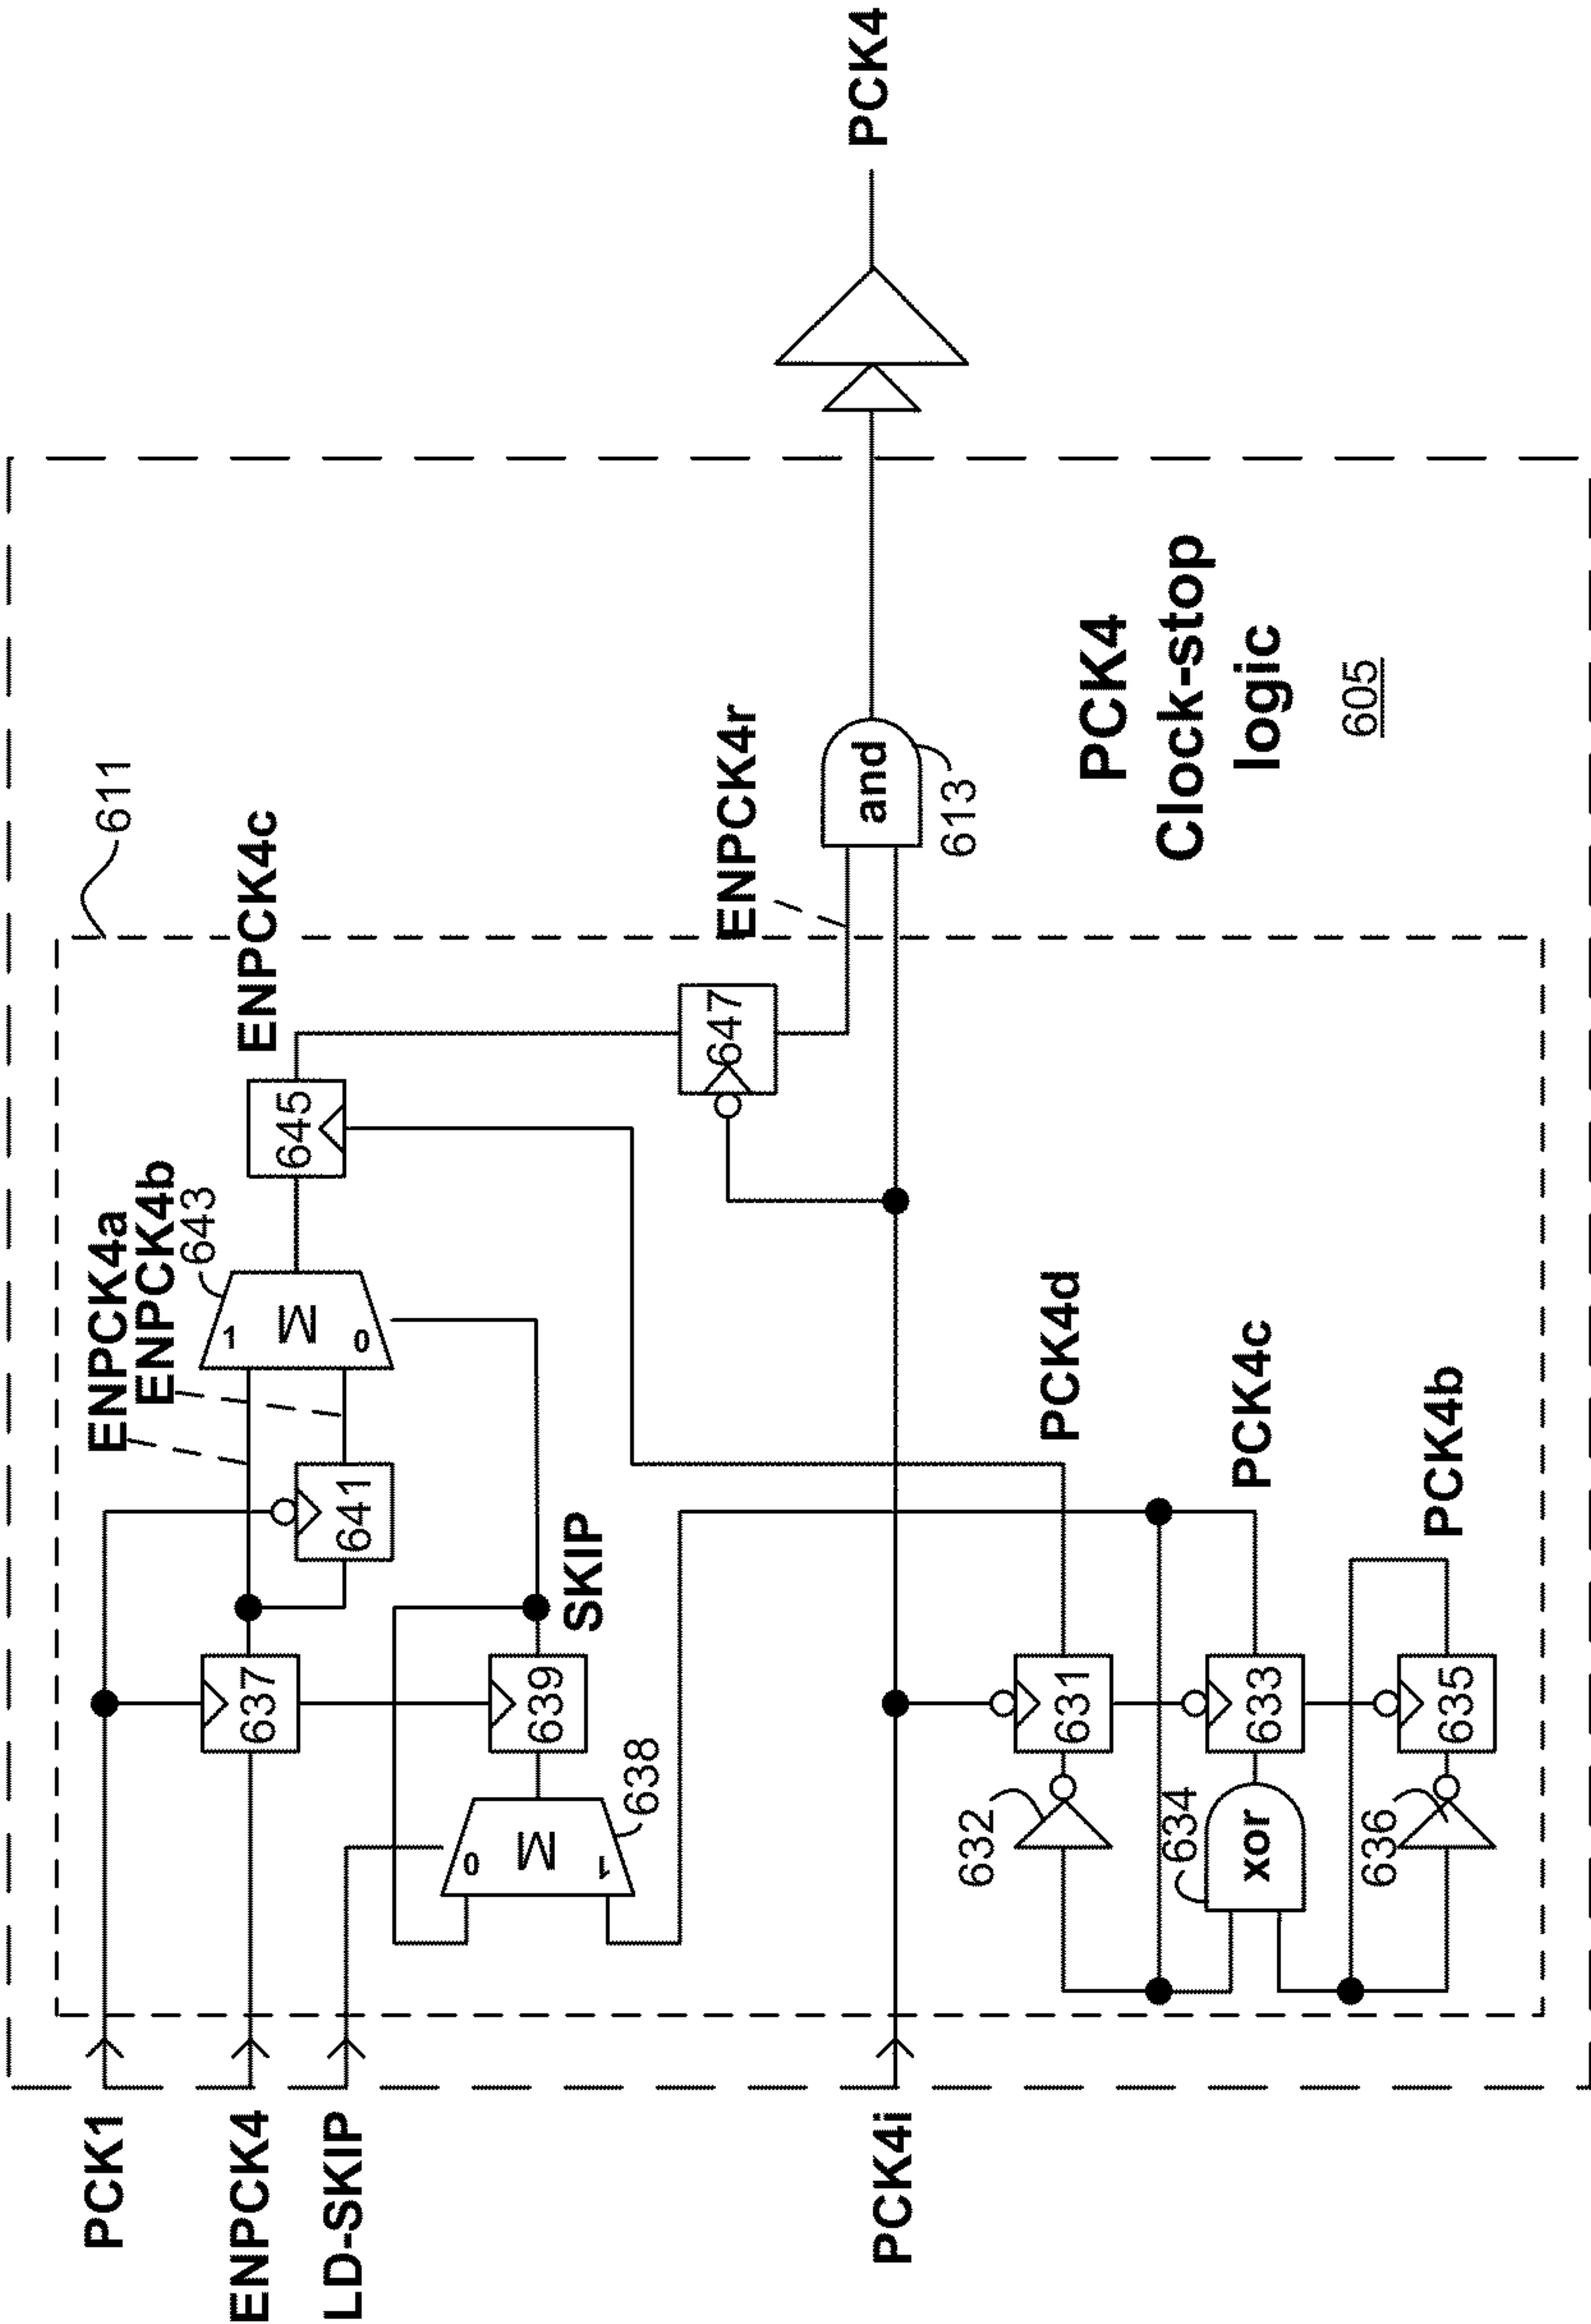 PCK1
ENPCK4
LD-SKIP
PCK4i
611
ENPCK4a
ENPCK4b
643
1
M
0
ENPCK4c
645
641
637
639
SKIP
638
0
M
1
647
ENPCK4r
and
613
PCK4
PCK4d
631
632
PCK4c
633
634
xor
PCK4b
635
636
PCK4
Clock-stop
logic
605